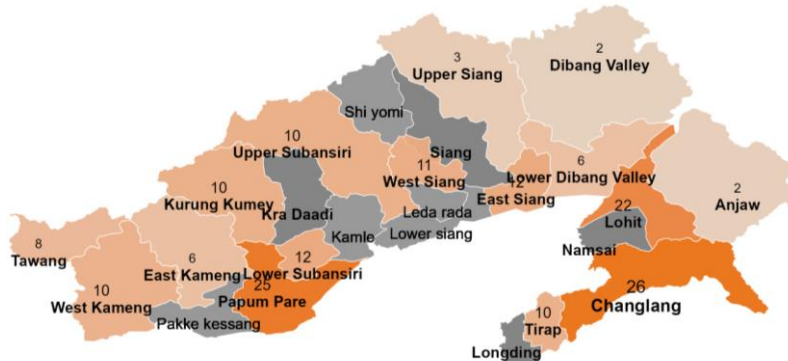 3
Upper Siang
2
Dibang Valley
Shi yomi
10
Upper Subansiri
Siang
11
West Siang
6
Lower Dibang Valley
12
East Siang
10
Kurung Kumey
Kra Daadi
Leda rada
2
Anjaw
22
Lohit
Kamle
Lower siang
Namsai
8
Tawang
6
East Kameng
12
Lower Subansiri
10
West Kameng
25
Papum Pare
Pakke kessang
26
Changlang
10
Tirap
Longding